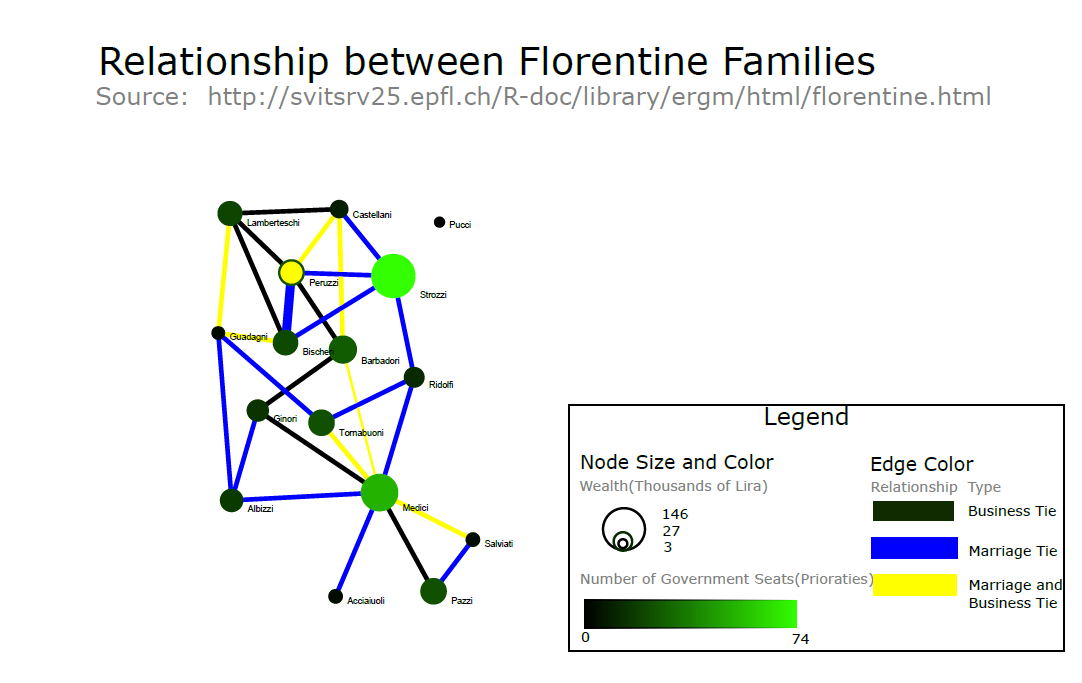 Relationship between Florentine Families
Source: http://svitsrv25.epfl.ch/R-doc/library/ergm/html/florentine.html
Lamberteschi
Castellani
Pucci
Peruzzi
Strozzi
Guadagni
Bischeri
Barbadori
Ridolfi
Ginori
Tornabuoni
Albizzi
Medici
Salviati
Acciaiuoli
Pazzi
Legend
Node Size and Color
Wealth(Thousands of Lira)
146
27
3
Number of Government Seats(Prioraties)
0
74
Edge Color
Relationship Type
Business Tie
Marriage Tie
Marriage and
Business Tie